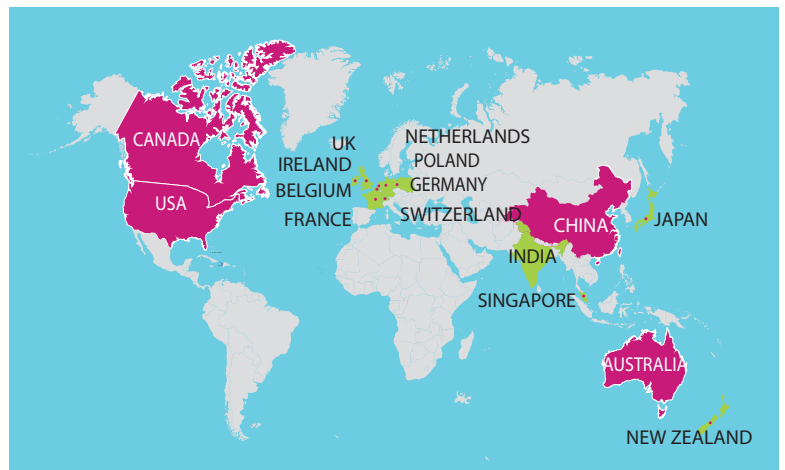 CANADA
USA
UK
IRELAND
BELGIUM
FRANCE
NETHERLANDS
POLAND
GERMANY
SWITZERLAND
CHINA
JAPAN
INDIA
SINGAPORE
AUSTRALIA
NEW ZEALAND